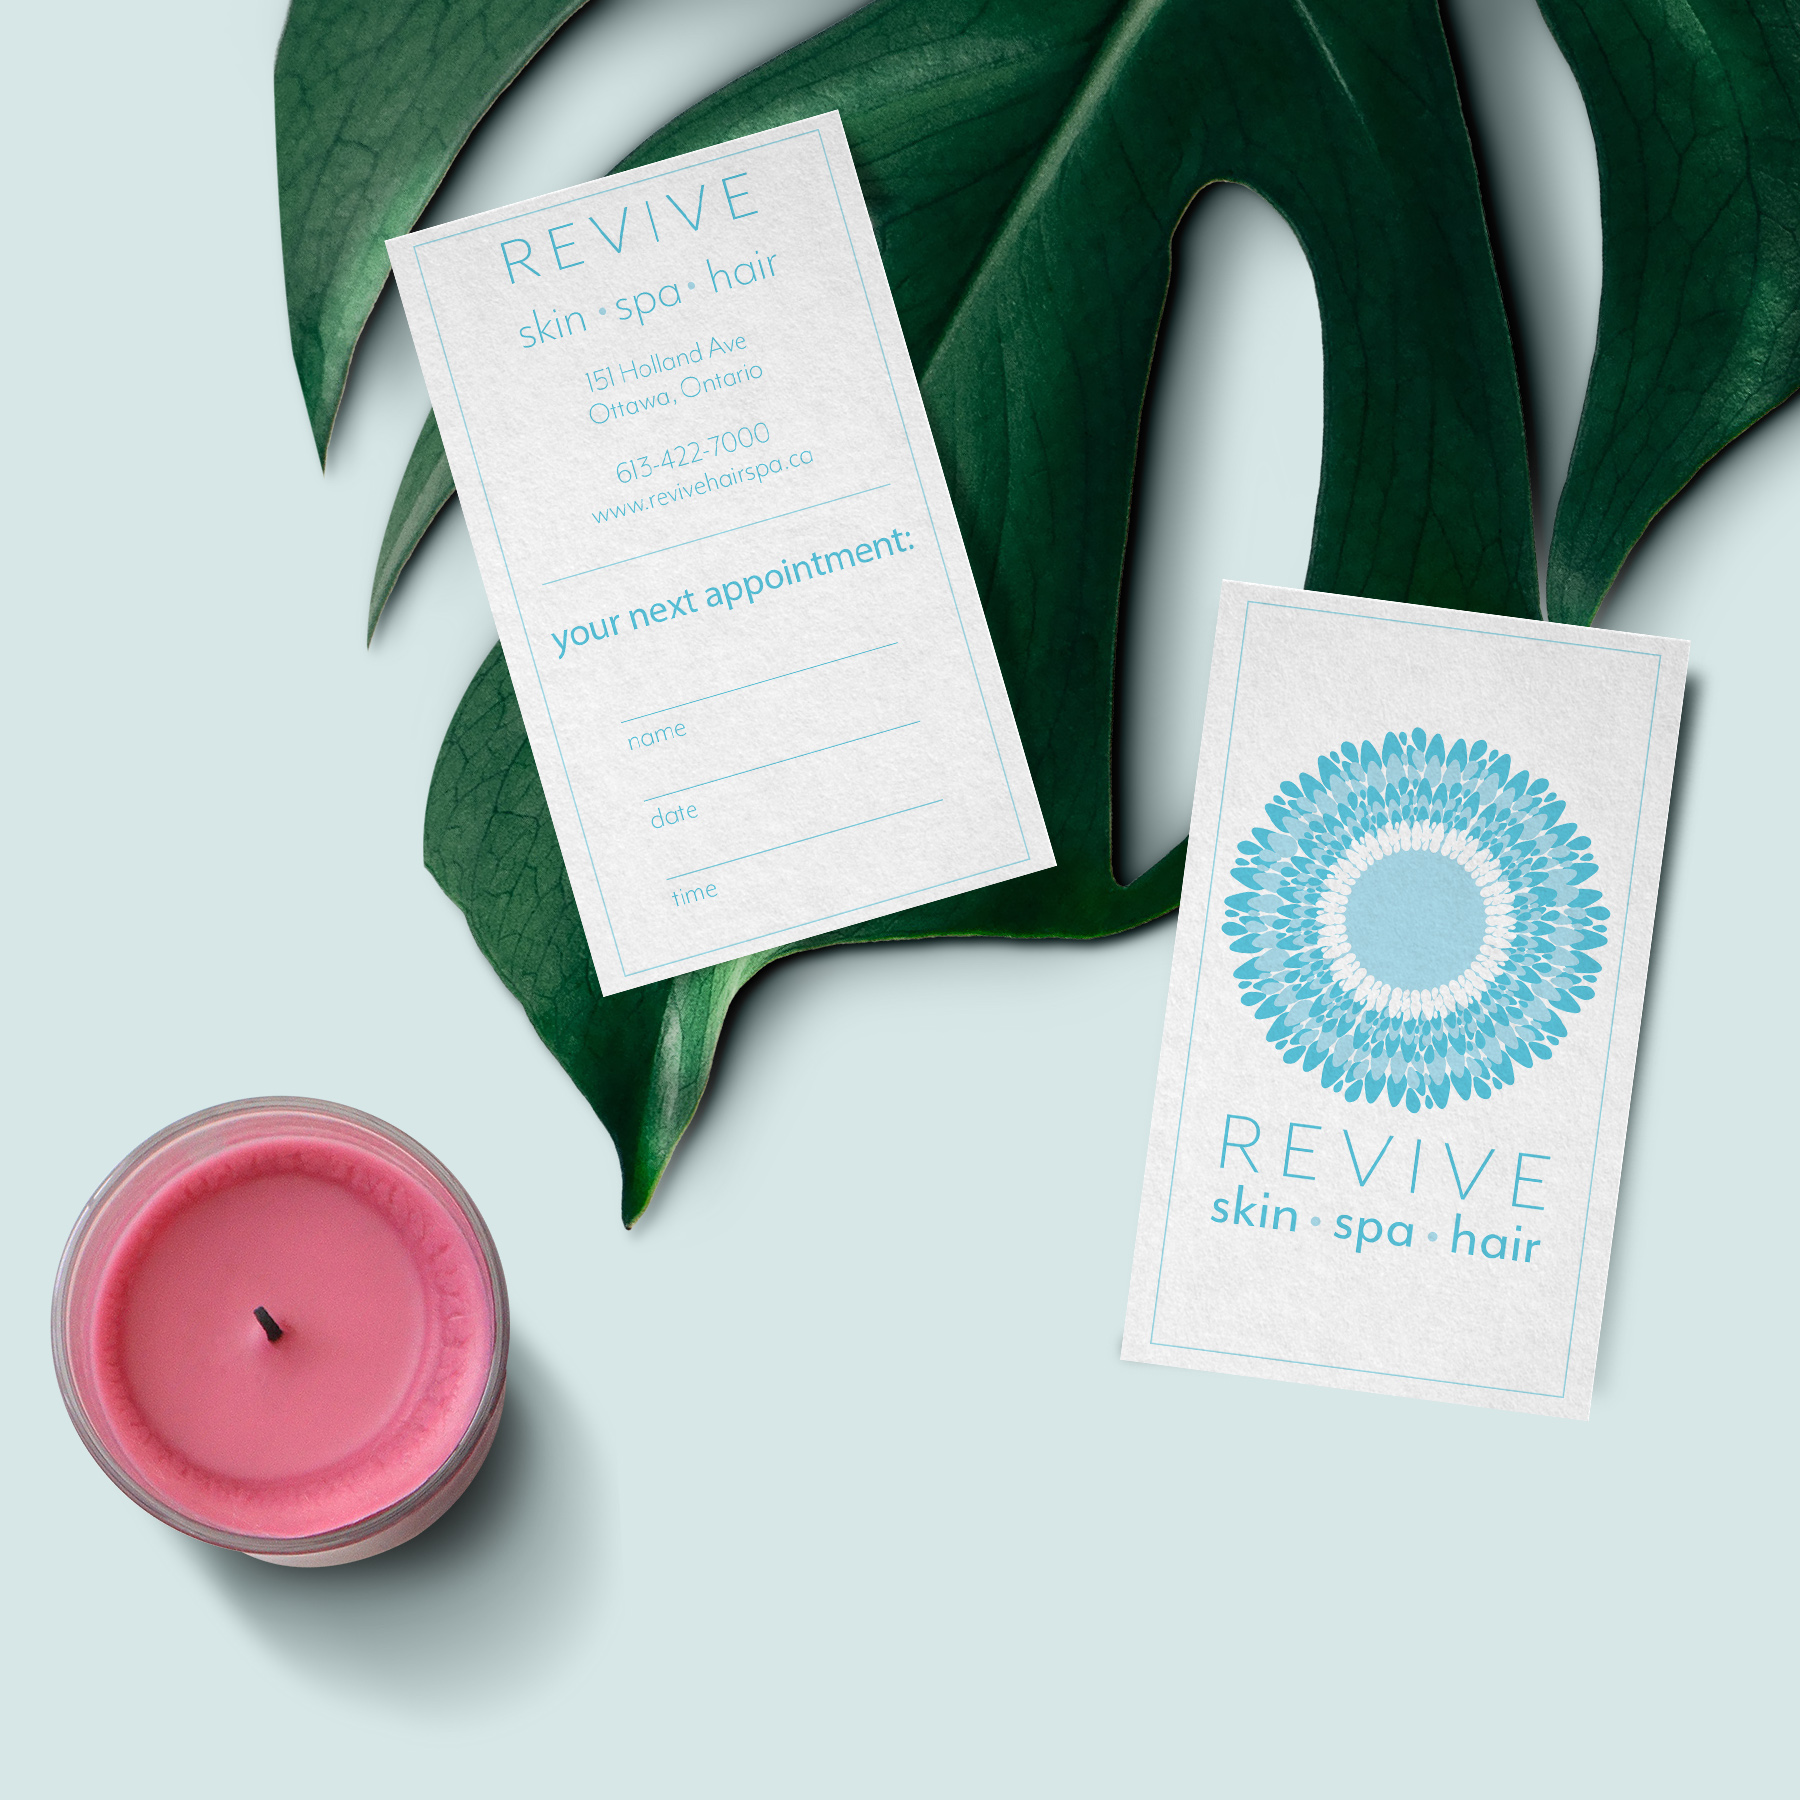 REVIVE
skin • spa • hair
151 Holland Ave
Ottawa, Ontario
613-422-7000
www.revivehairspa.ca
your next appointment:
name
date
time
REVIVE
skin • spa • hair